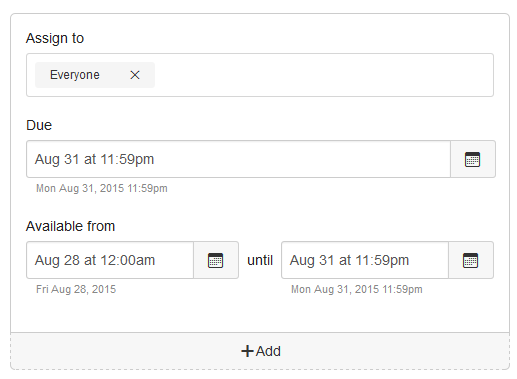 Assign to
Everyone
Due
Aug 31 at 11:59pm
Mon Aug 31, 2015 11:59pm
Available from
Aug 28 at 12:00am until Aug 31 at 11:59pm
Fri Aug 28, 2015 Mon Aug 31, 2015 11:59pm
Add